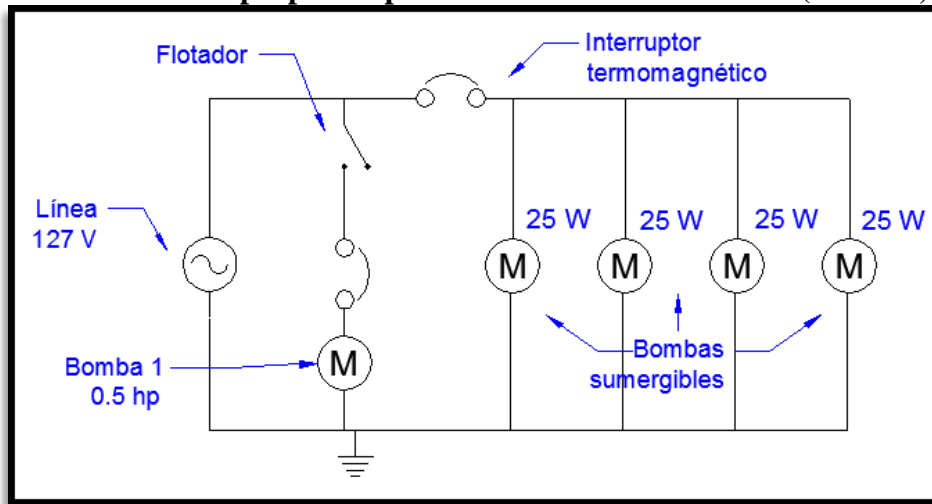 Interruptor
termomagnético
Flotador
Línea
127 V
25 W
25 W
25 W
25 W
M
M
M
M
M
Bomba 1
0.5 hp
Bombas
sumergibles